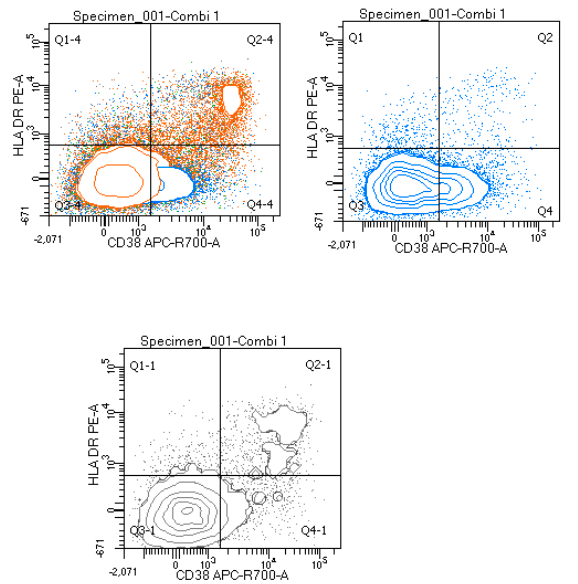 Specimen_001-Combi 1
Q1-4 Q2-4
HLA DR PE-A
10^5
10^4
10^3
0
-671
Q3-4 Q4-4
-2,071 0 10^3 10^4 10^5
CD38 APC-R700-A
Specimen_001-Combi 1
Q1 Q2
HLA DR PE-A
10^5
10^4
10^3
0
-671
Q3 Q4
-2,071 0 10^3 10^4 10^5
CD38 APC-R700-A
Specimen_001-Combi 1
Q1-1 Q2-1
HLA DR PE-A
10^5
10^4
10^3
0
-671
Q3-1 Q4-1
-2,071 0 10^3 10^4 10^5
CD38 APC-R700-A